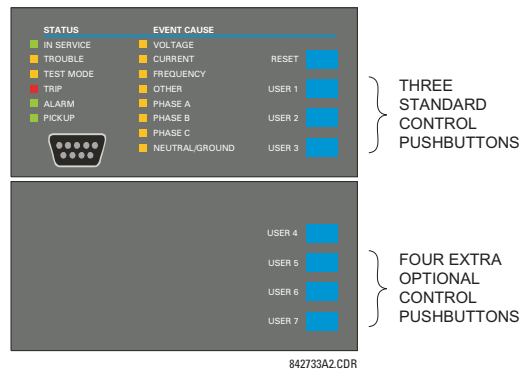 STATUS
IN SERVICE
TROUBLE
TEST MODE
TRIP
ALARM
PICKUP
EVENT CAUSE
VOLTAGE
CURRENT
FREQUENCY
OTHER
PHASE A
PHASE B
PHASE C
NEUTRAL/GROUND
RESET
USER 1
USER 2
USER 3
THREE
STANDARD
CONTROL
PUSHBUTTONS
USER 4
USER 5
USER 6
USER 7
FOUR EXTRA
OPTIONAL
CONTROL
PUSHBUTTONS
842733A2.CDR